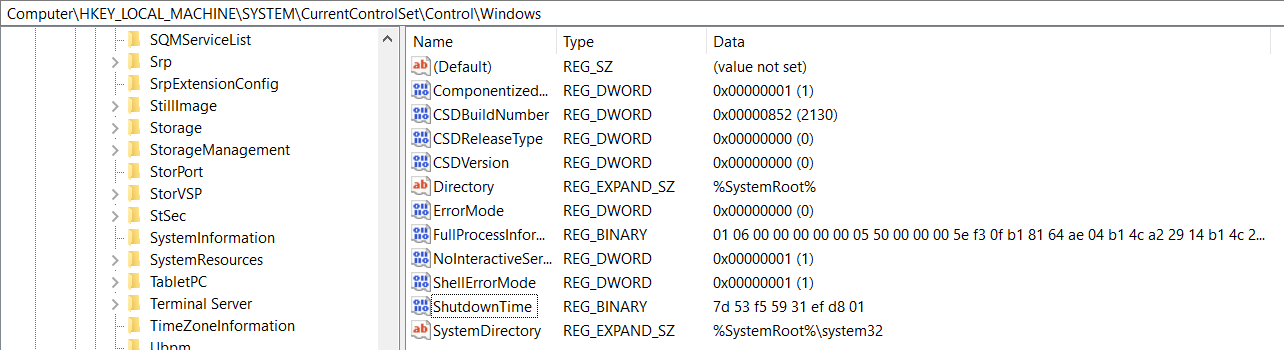 Computer\HKEY_LOCAL_MACHINE\SYSTEM\CurrentControlSet\Control\Windows
SQMServiceList
Srp
SrpExtensionConfig
StillImage
Storage
StorageManagement
StorPort
StorVSP
StSec
SystemInformation
SystemResources
TabletPC
Terminal Server
TimeZoneInformation
Ubpm
Name Type Data
(Default) REG_SZ (value not set)
Componentized... REG_DWORD 0x00000001 (1)
CSDBuildNumber REG_DWORD 0x00000852 (2130)
CSDReleaseType REG_DWORD 0x00000000 (0)
CSDVersion REG_DWORD 0x00000000 (0)
Directory REG_EXPAND_SZ %SystemRoot%
ErrorMode REG_DWORD 0x00000000 (0)
FullProcessInfor... REG_BINARY 01 06 00 00 00 00 00 05 50 00 00 00 5e f3 0f b1 81 64 ae 04 b1 4c a2 29 14 b1 4c 2...
NoInteractiveSer... REG_DWORD 0x00000001 (1)
ShellErrorMode REG_DWORD 0x00000001 (1)
ShutdownTime REG_BINARY 7d 53 f5 59 31 ef d8 01
SystemDirectory REG_EXPAND_SZ %SystemRoot%\system32